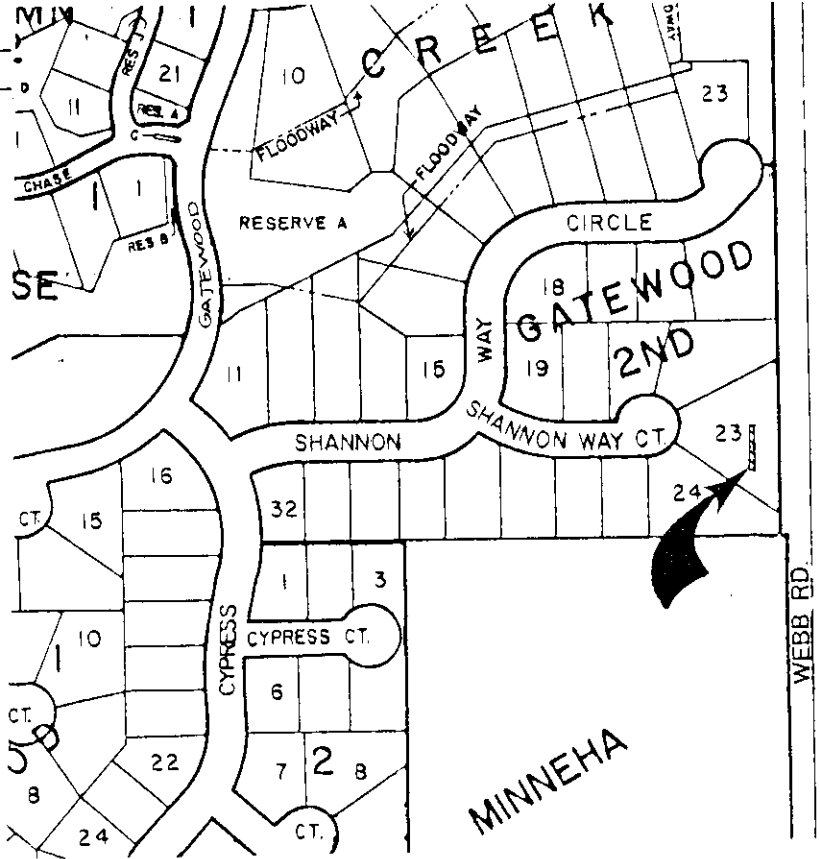 RES J
1
21
11
RES. A
10
C R E E K
23
G
FLOODWAY
FLOODWAY
CHASE
1
1
RES B
RESERVE A
CIRCLE
SE
GATEWOOD
18
GATEWOOD
2ND
11
15
WAY
19
SHANNON
SHANNON WAY CT.
23
16
24
32
CT.
15
1
3
CYPRESS
CYPRESS CT.
WEBB RD.
10
1
6
CT.
22
7
2
8
MINNEHA
8
24
CT.